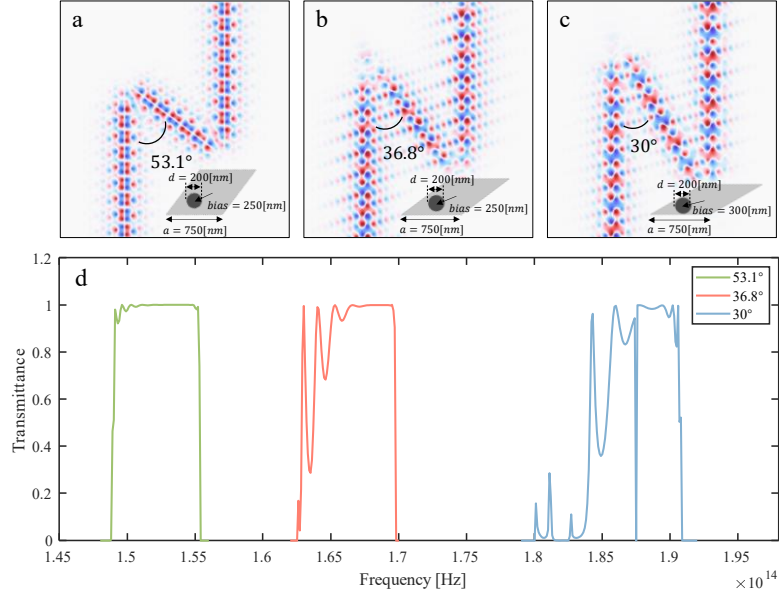 a
53.1°
d = 200[nm]
bias = 250[nm]
a = 750[nm]
b
36.8°
d = 200[nm]
bias = 250[nm]
a = 750[nm]
c
30°
d = 200[nm]
bias = 300[nm]
a = 750[nm]
d
53.1°
36.8°
30°
Transmittance
1.2
1
0.8
0.6
0.4
0.2
0
1.45
1.5
1.55
1.6
1.65
1.7
1.75
1.8
1.85
1.9
1.95
Frequency [Hz]
×10¹⁴